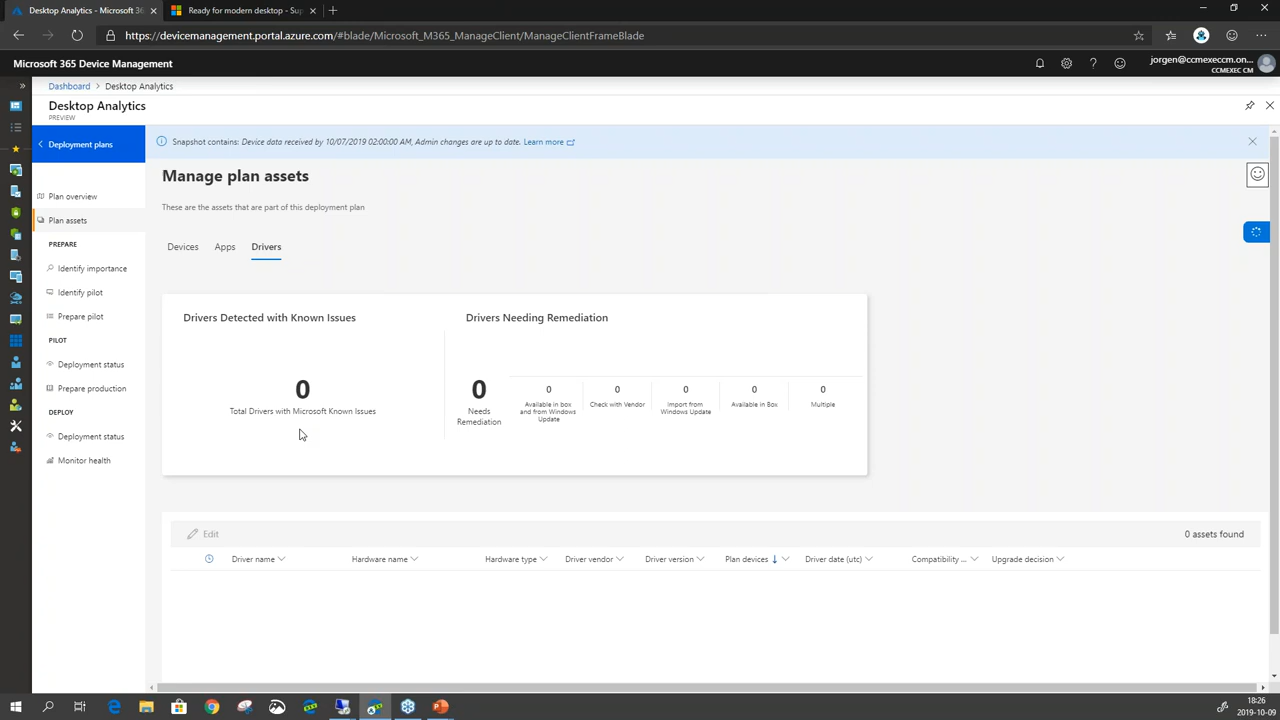 Desktop Analytics - Microsoft 36
Ready for modern desktop - Sup
https://devicemanagement.portal.azure.com/#blade/Microsoft_M365_ManageClient/ManageClientFrameBlade
Microsoft 365 Device Management
jorgen@ccmexeccm.on...
CCMEXEC CM
Dashboard > Desktop Analytics
Desktop Analytics
PREVIEW
Deployment plans
Snapshot contains: Device data received by 10/07/2019 02:00:00 AM, Admin changes are up to date. Learn more
Manage plan assets
These are the assets that are part of this deployment plan
Plan overview
Plan assets
PREPARE
Identify importance
Identify pilot
Prepare pilot
PILOT
Deployment status
Prepare production
DEPLOY
Deployment status
Monitor health
Devices Apps Drivers
Drivers Detected with Known Issues
0
Total Drivers with Microsoft Known Issues
Drivers Needing Remediation
0
Needs
Remediation
0
Available in box
and from Windows
Update
0
Check with Vendor
0
Import from
Windows Update
0
Available in Box
0
Multiple
Edit
0 assets found
Driver name Hardware name Hardware type Driver vendor Driver version Plan devices Driver date (utc) Compatibility ... Upgrade decision
18:26
2019-10-09